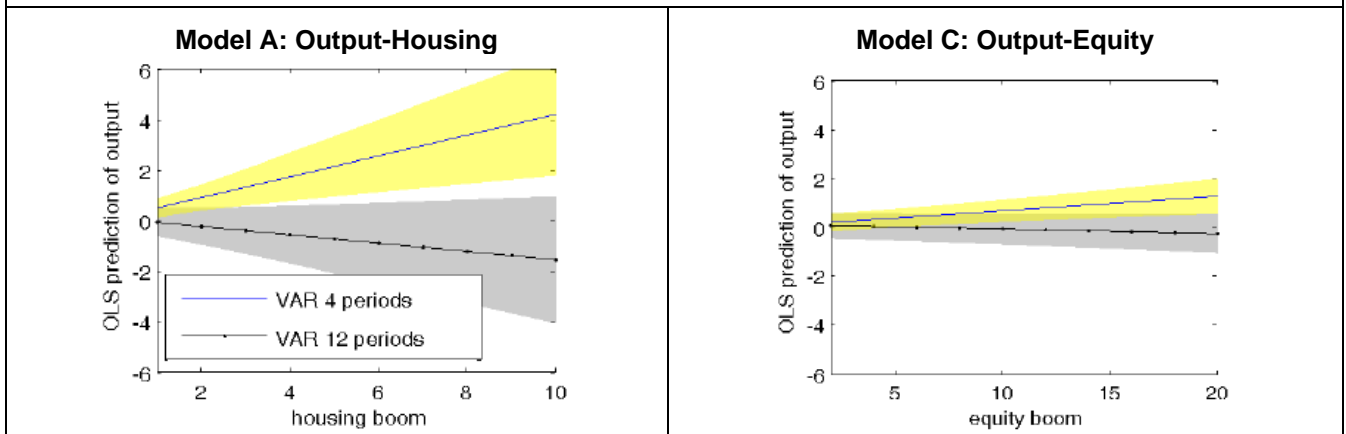 Model A: Output-Housing
6
4
2
0
-2
-4
-6
OLS prediction of output
VAR 4 periods
VAR 12 periods
2 4 6 8 10
housing boom
Model C: Output-Equity
6
4
2
0
-2
-4
-6
OLS prediction of output
5 10 15 20
equity boom